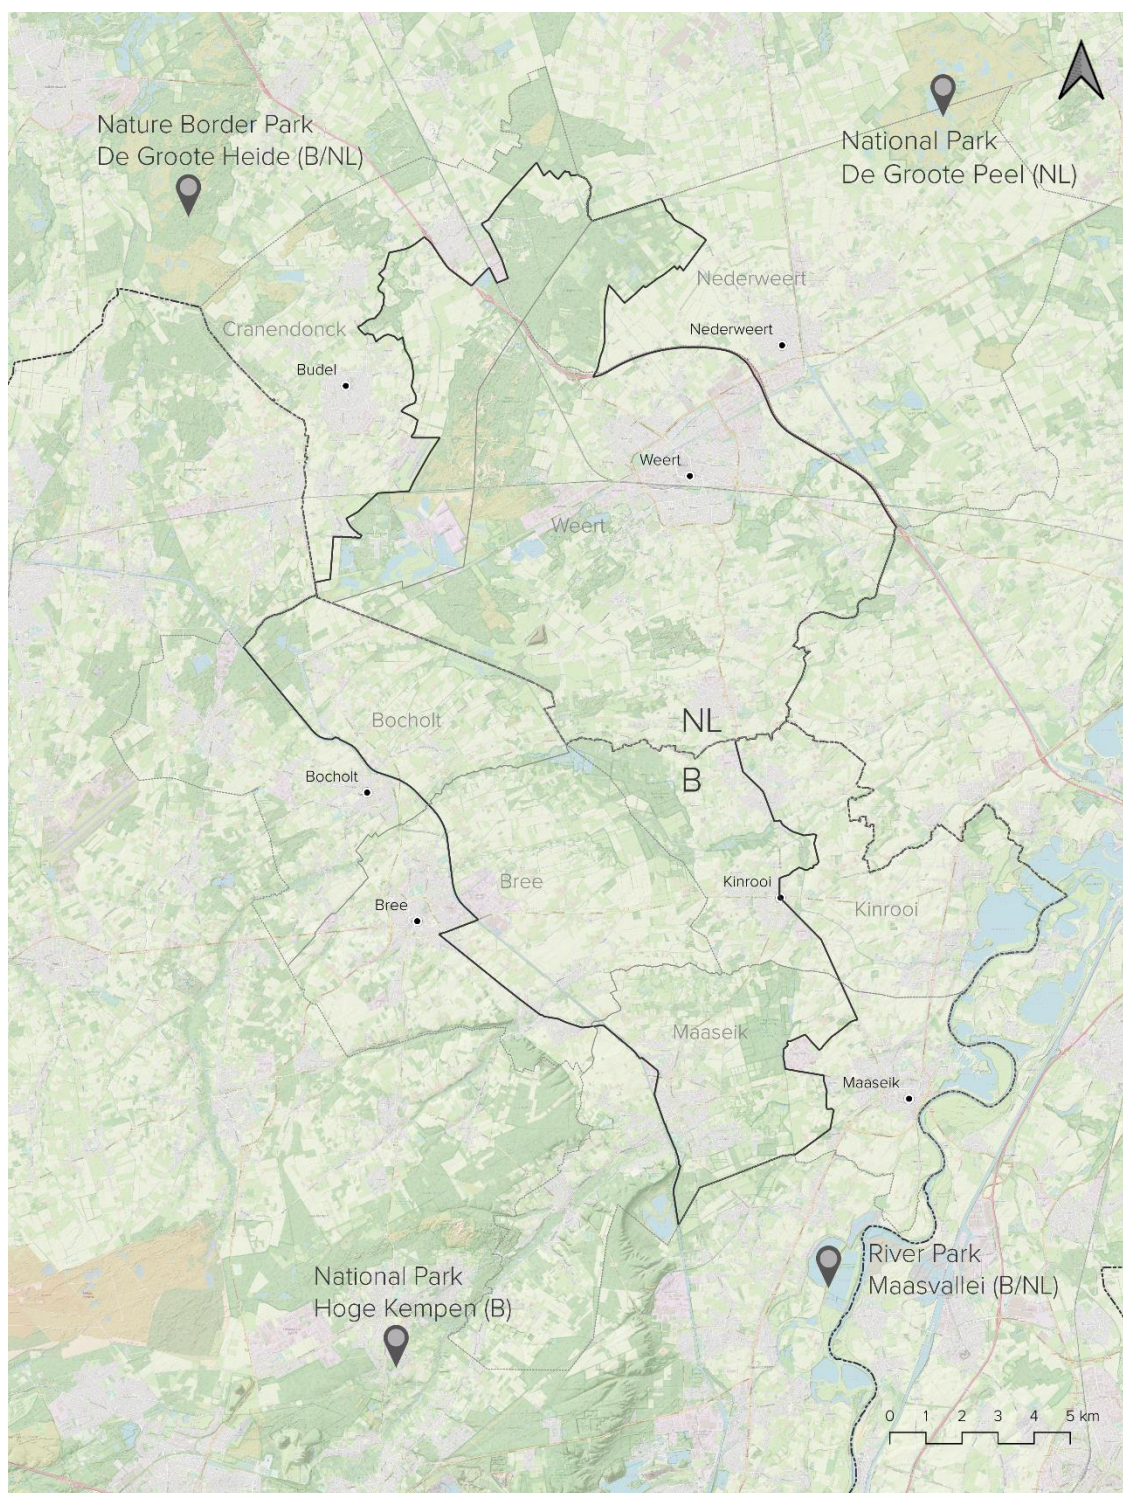 Nature Border Park
De Groote Heide (B/NL)
National Park
De Groote Peel (NL)
Nederweert
Nederweert
Cranendonck
Budel
Weert
Weert
NL
Bocholt
B
Bocholt
Bree
Kinrooi
Bree
Kinrooi
Maaseik
Maaseik
River Park
Maasvallei (B/NL)
National Park
Hoge Kempen (B)
0 1 2 3 4 5 km